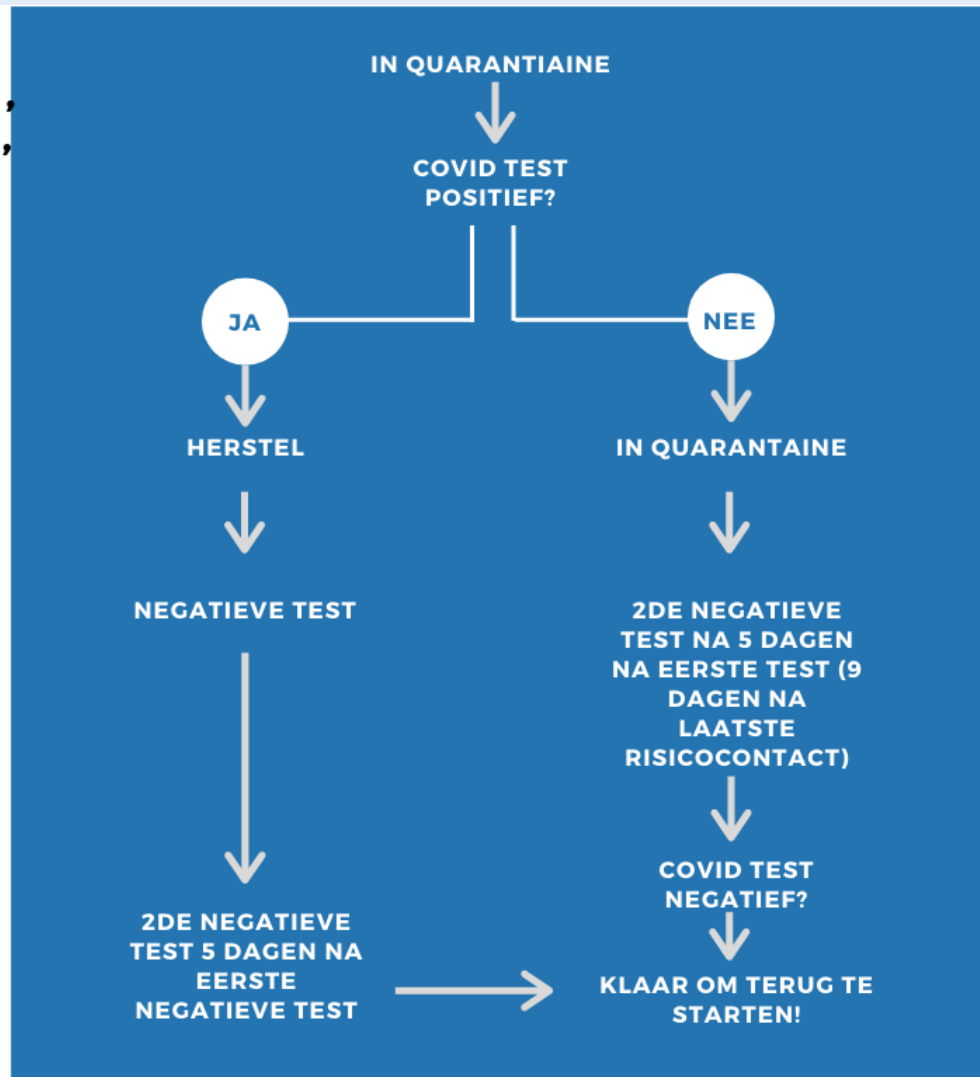 IN QUARANTIAINE
COVID TEST
POSITIEF?
JA
NEE
HERSTEL
IN QUARANTAINE
NEGATIEVE TEST
2DE NEGATIEVE
TEST NA 5 DAGEN
NA EERSTE TEST (9
DAGEN NA
LAATSTE
RISICOCONTACT)
COVID TEST
NEGATIEF?
2DE NEGATIEVE
TEST 5 DAGEN NA
EERSTE
NEGATIEVE TEST
KLAAR OM TERUG TE
STARTEN!